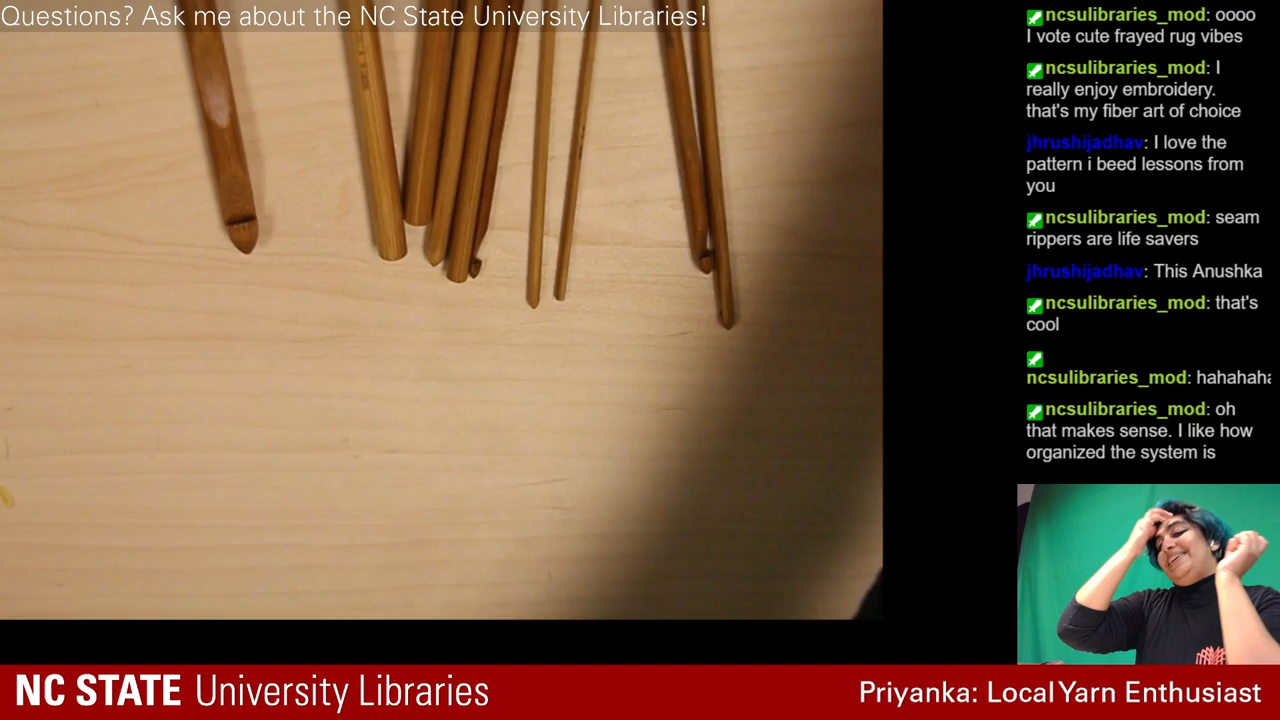 Questions? Ask me about the NC State University Libraries!
ncsulibraries_mod: oooo
I vote cute frayed rug vibes
ncsulibraries_mod: I
really enjoy embroidery.
that's my fiber art of choice
jhrushijadhav: I love the
pattern i beed lessons from
you
ncsulibraries_mod: seam
rippers are life savers
jhrushijadhav: This Anushka
ncsulibraries_mod: that's
cool
ncsulibraries_mod: hahahaha
ncsulibraries_mod: oh
that makes sense. I like how
organized the system is
NC STATE University Libraries
Priyanka: Local Yarn Enthusiast